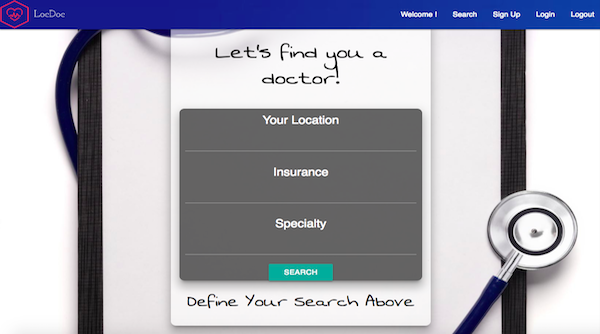 LocDoc
Welcome ! Search Sign Up Login Logout
Let's find you a
doctor!
Your Location
Insurance
Specialty
SEARCH
Define Your Search Above